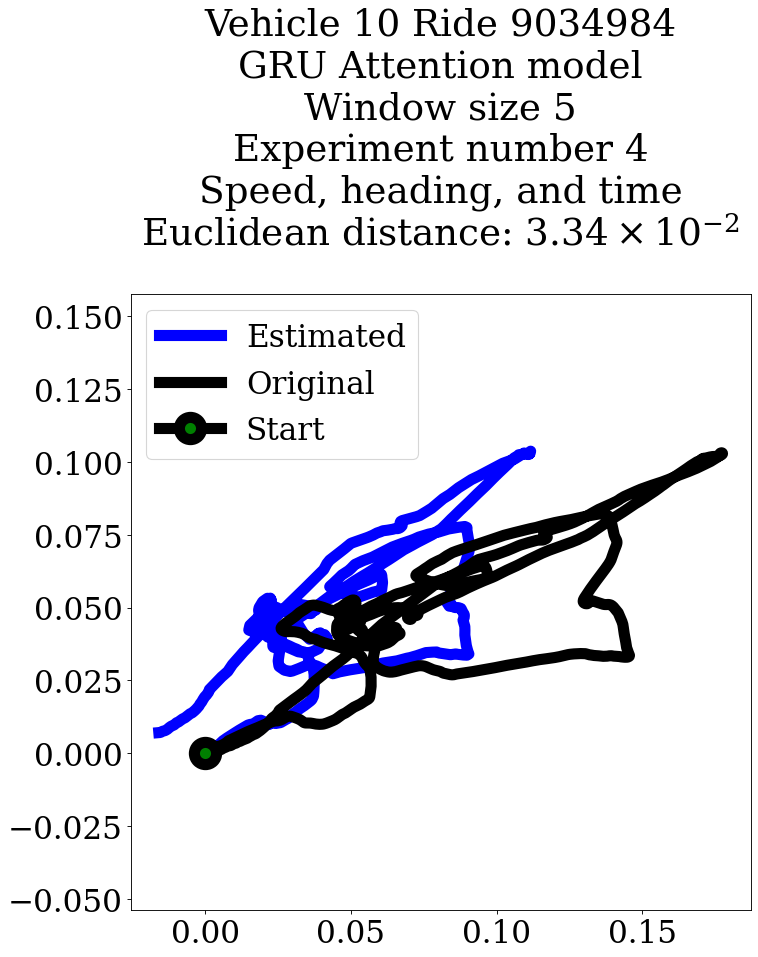 Vehicle 10 Ride 9034984
GRU Attention model
Window size 5
Experiment number 4
Speed, heading, and time
Euclidean distance: 3.34 × 10⁻²
Estimated
Original
Start
0.150
0.125
0.100
0.075
0.050
0.025
0.000
−0.025
−0.050
0.00 0.05 0.10 0.15